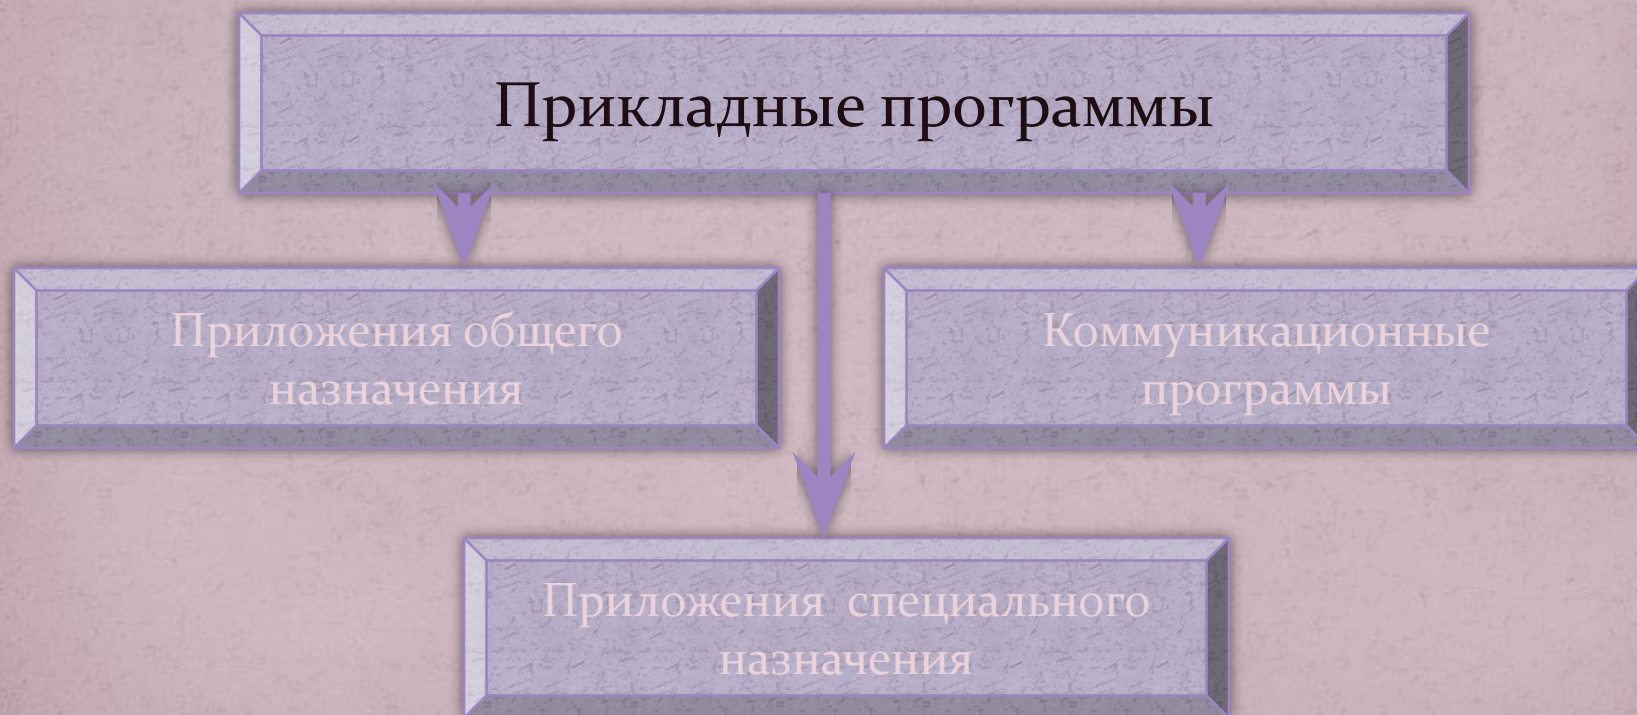 Прикладные программы
Приложения общего
назначения
Коммуникационные
программы
Приложения специального
назначения